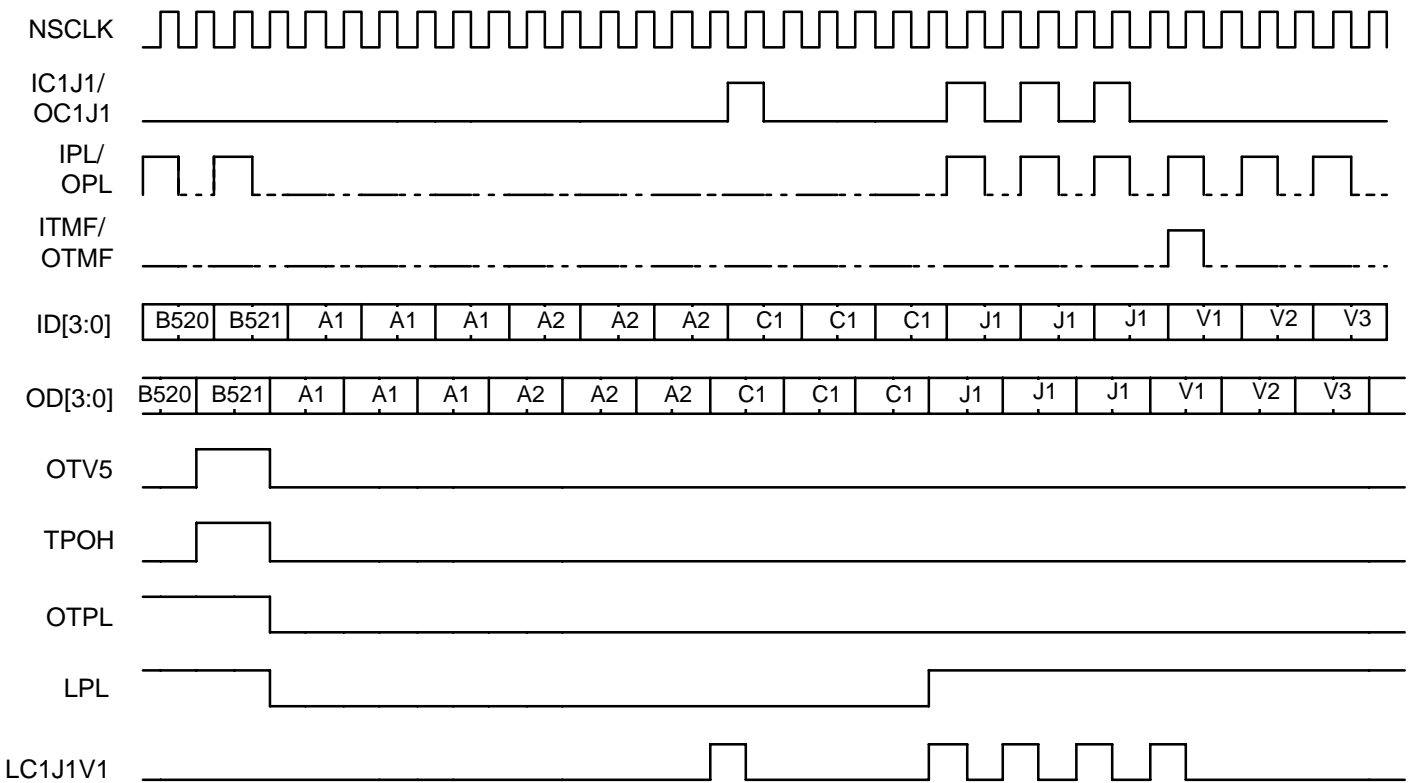 NSCLK
IC1J1/
OC1J1
IPL/
OPL
ITMF/
OTMF
ID[3:0] B520 B521 A1 A1 A1 A2 A2 A2 C1 C1 C1 J1 J1 J1 V1 V2 V3
OD[3:0] B520 B521 A1 A1 A1 A2 A2 A2 C1 C1 C1 J1 J1 J1 V1 V2 V3
OTV5
TPOH
OTPL
LPL
LC1J1V1